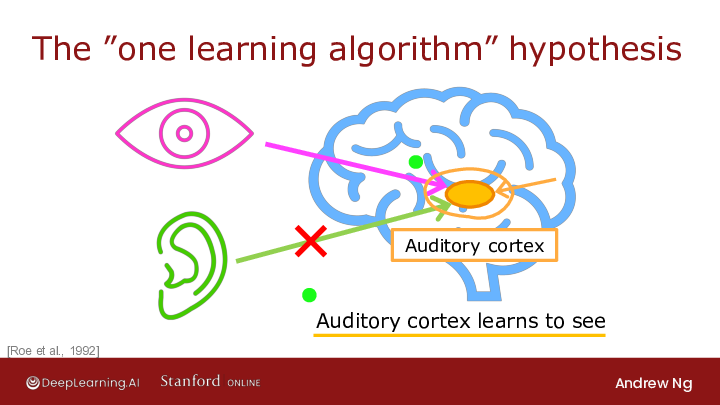 The ”one learning algorithm” hypothesis
Auditory cortex
Auditory cortex learns to see
[Roe et al., 1992]
DeepLearning.AI Stanford ONLINE Andrew Ng